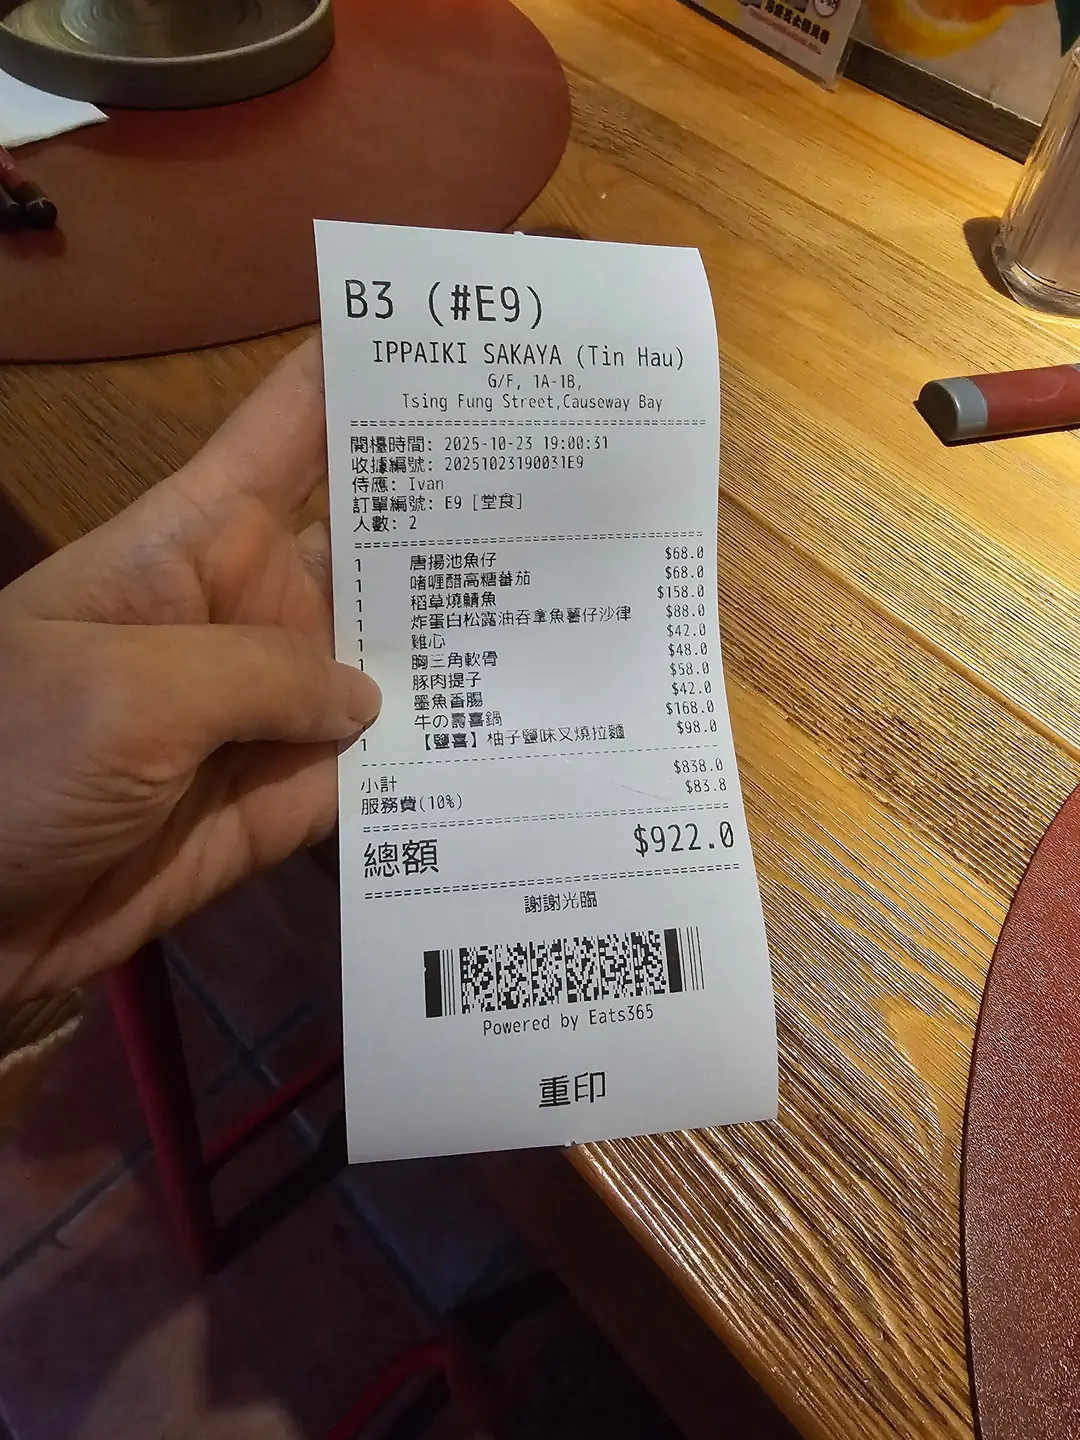 B3 (#E9)
IPPAIKI SAKAYA (Tin Hau)
G/F, 1A-1B,
Tsing Fung Street,Causeway Bay
開檯時間: 2025-10-23 19:00:31
收據編號: 20251023190031E9
侍應: Ivan
訂單編號: E9 [堂食]
人數: 2
1 唐揚池魚仔 $68.0
1 啫喱醋高糖蕃茄 $68.0
1 稻草燒鯖魚 $158.0
1 炸蛋白松露油吞拿魚薯仔沙律 $88.0
1 雞心 $42.0
1 胸三角軟骨 $48.0
豚肉提子 $58.0
墨魚香腸 $42.0
牛の壽喜鍋 $168.0
1 【鹽喜】柚子鹽味叉燒拉麵 $98.0
小計 $838.0
服務費(10%) $83.8
總額 $922.0
謝謝光臨
Powered by Eats365
重印